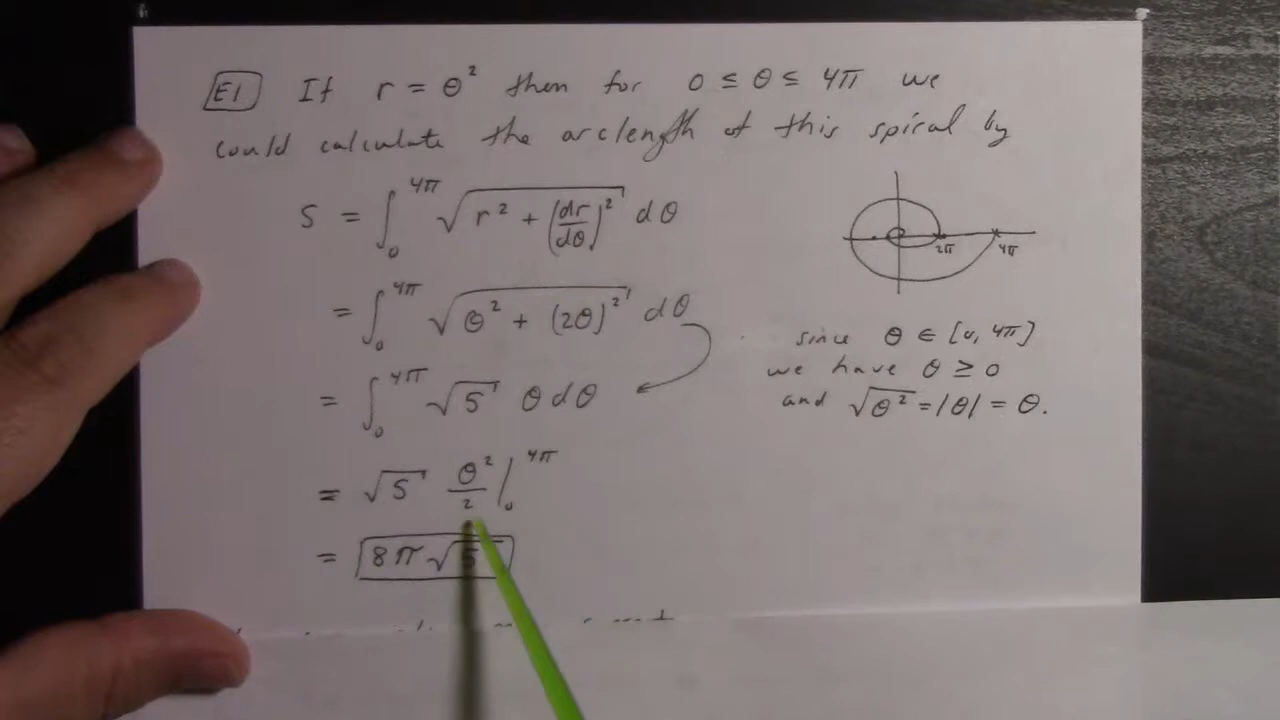 E1 If r = θ² then for 0 ≤ θ ≤ 4π we
could calculate the arclength of this spiral by
S = ∫₀^{4π} √(r² + (dr/dθ)²) dθ
= ∫₀^{4π} √(θ² + (2θ)²) dθ
= ∫₀^{4π} √5 θ dθ
= √5 θ²/2 |₀^{4π}
= 8π√5
2π 4π
since θ ∈ [0, 4π]
we have θ ≥ 0
and √θ² = |θ| = θ.